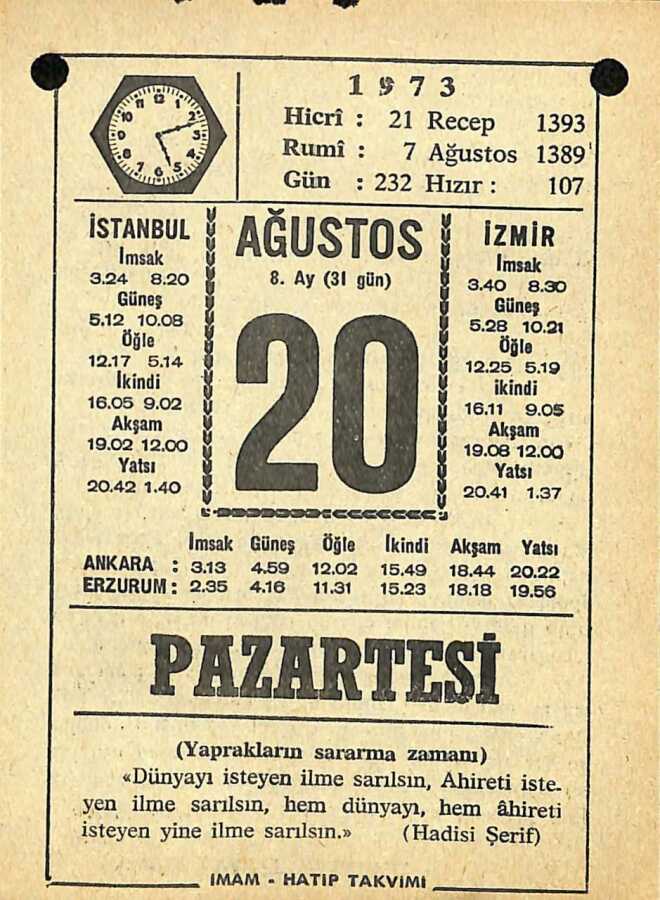 1973
Hicrî : 21 Recep 1393
Rumî : 7 Ağustos 1389
Gün : 232 Hızır : 107
İSTANBUL
İmsak
3.24 8.20
Güneş
5.12 10.08
Öğle
12.17 5.14
İkindi
16.05 9.02
Akşam
19.02 12.00
Yatsı
20.42 1.40
AĞUSTOS
8. Ay (31 gün)
20
İZMİR
İmsak
3.40 8.30
Güneş
5.28 10.21
Öğle
12.25 5.19
ikindi
16.11 9.05
Akşam
19.08 12.00
Yatsı
20.41 1.37
İmsak Güneş Öğle İkindi Akşam Yatsı
ANKARA : 3.13 4.59 12.02 15.49 18.44 20.22
ERZURUM : 2.35 4.16 11.31 15.23 18.18 19.56
PAZARTESİ
(Yaprakların sararma zamanı)
«Dünyayı isteyen ilme sarılsın, Ahireti iste-
yen ilme sarılsın, hem dünyayı, hem âhireti
isteyen yine ilme sarılsın.» (Hadisi Şerif)
İMAM - HATİP TAKVİMİ